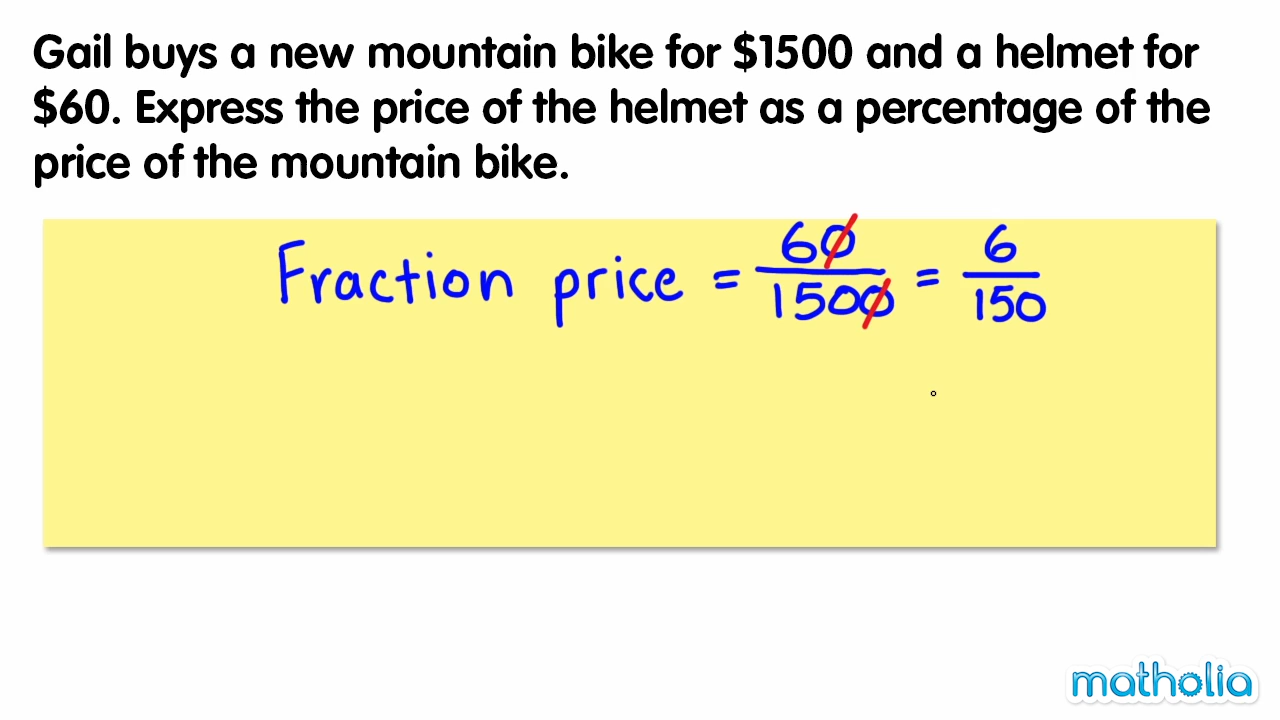 Gail buys a new mountain bike for $1500 and a helmet for
$60. Express the price of the helmet as a percentage of the
price of the mountain bike.
Fraction price = 60/1500 = 6/150
matholia